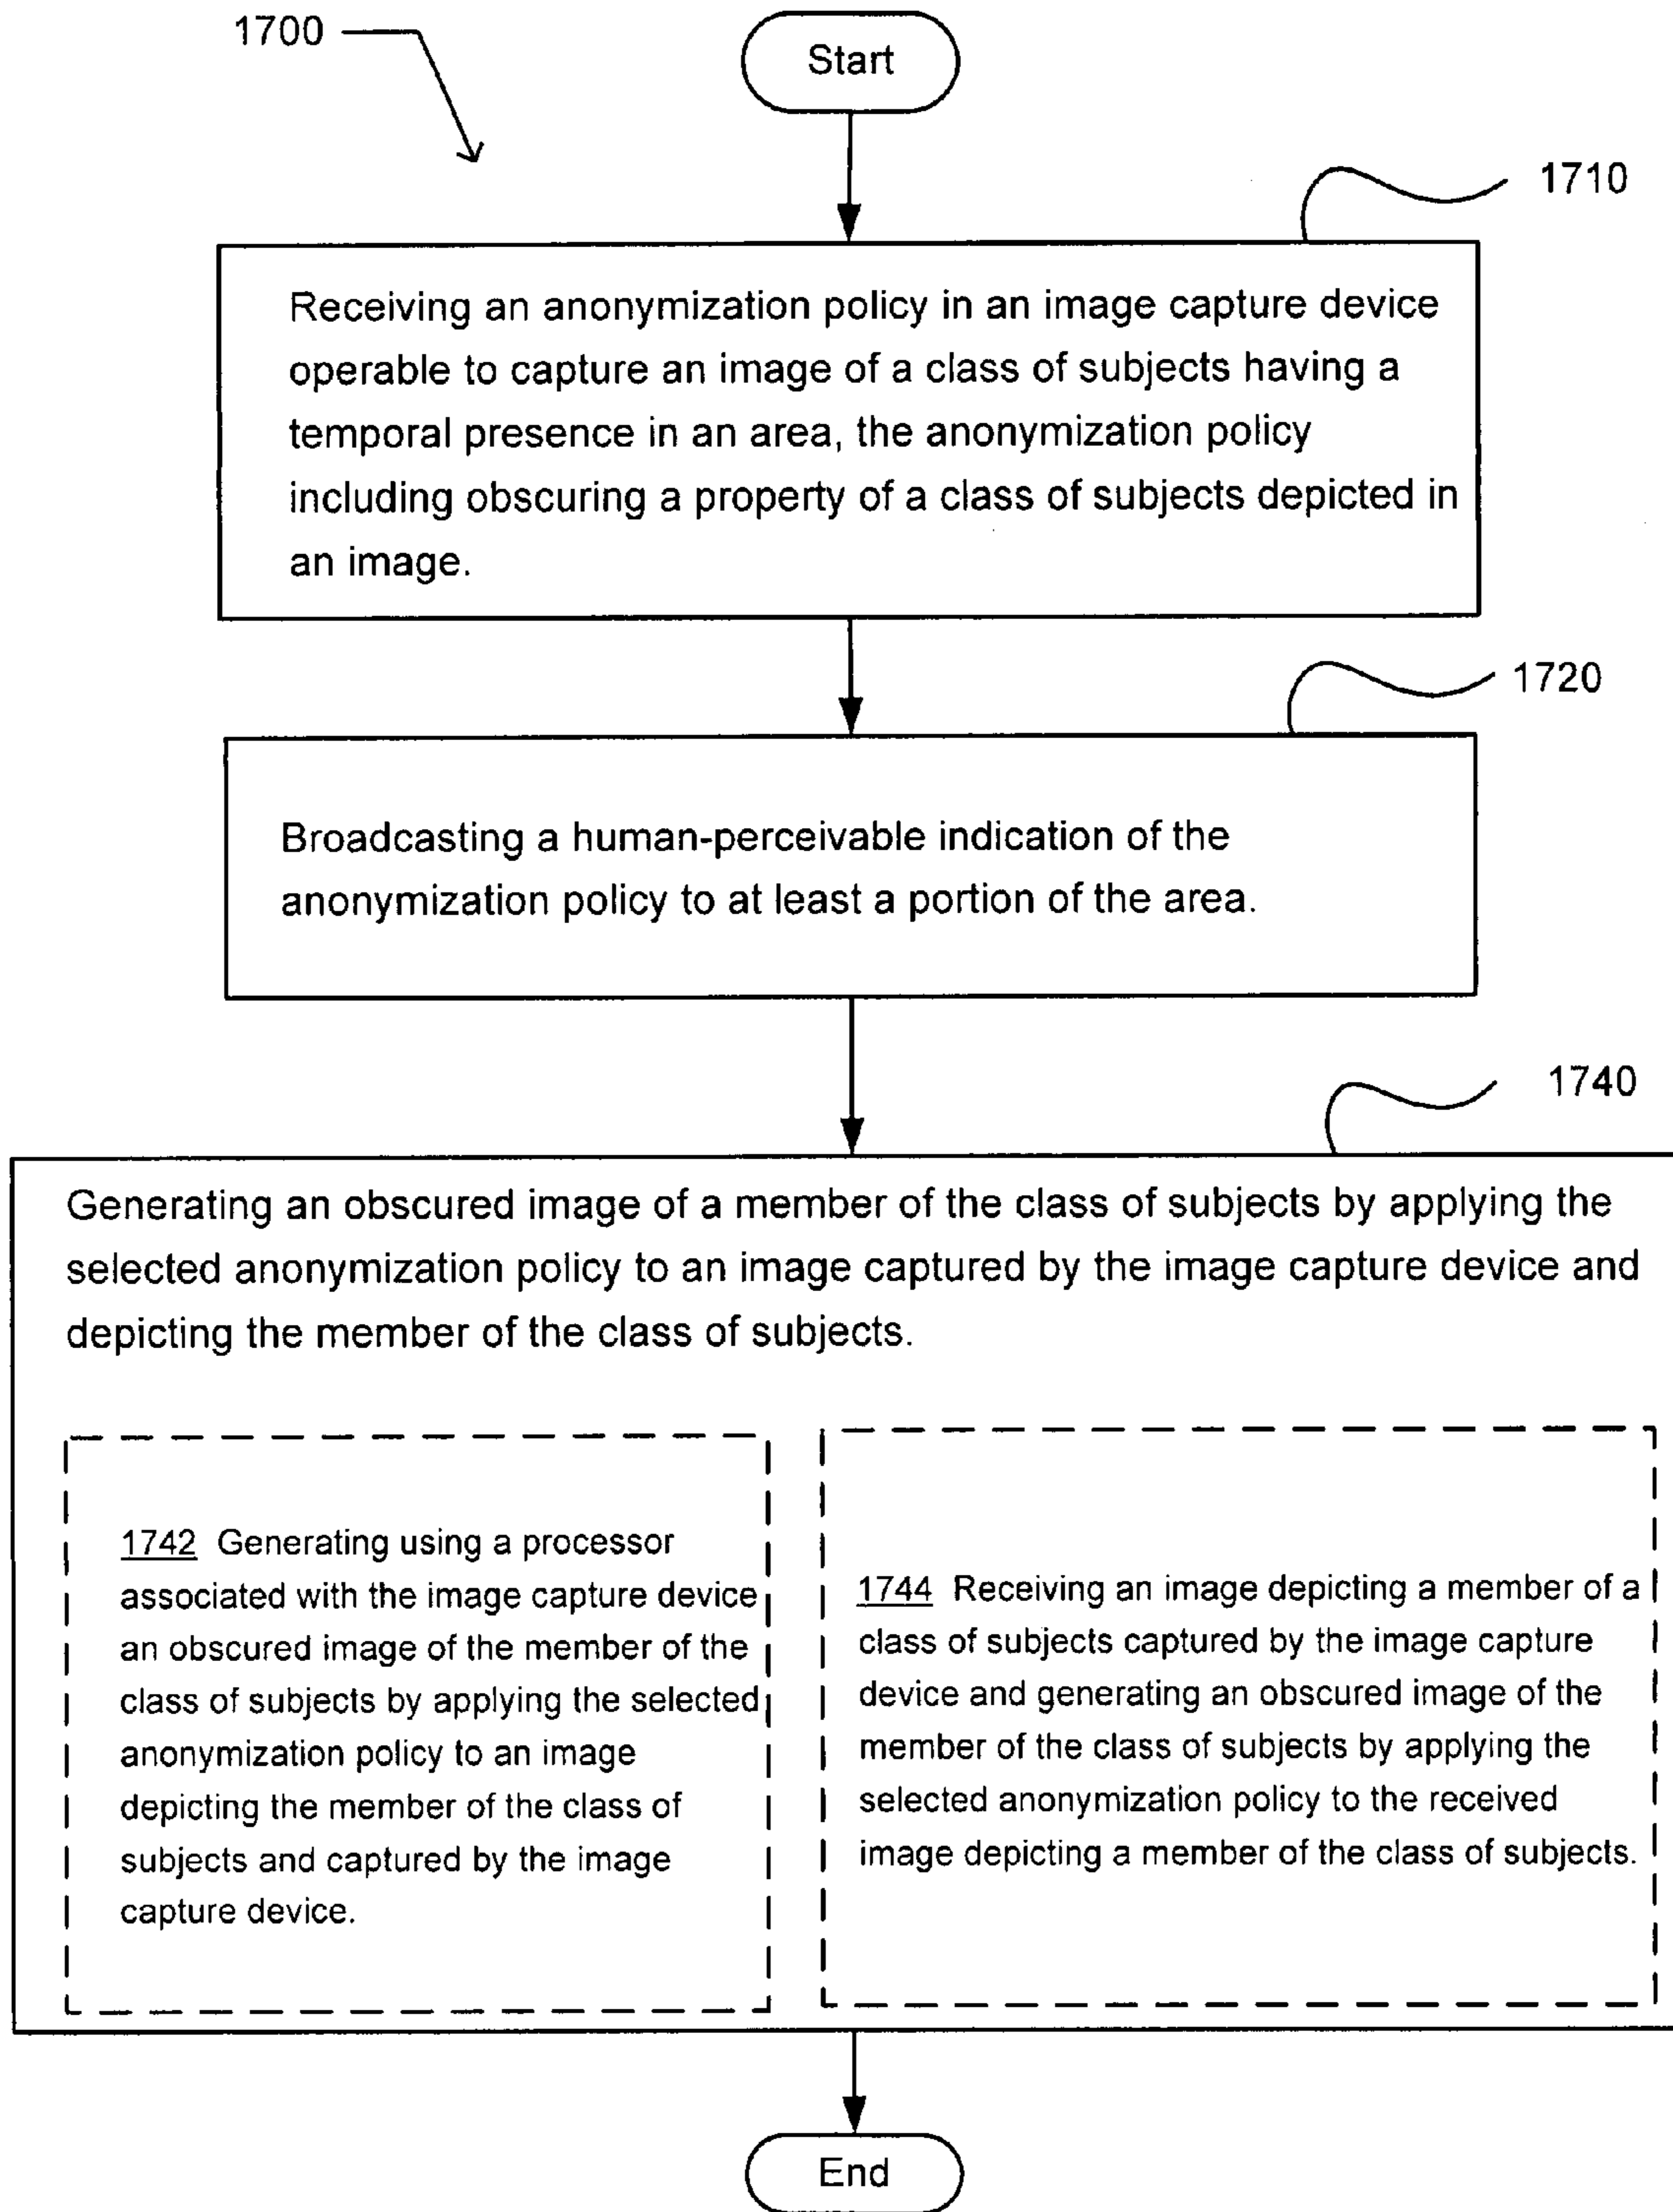 1700
Start
1710
Receiving an anonymization policy in an image capture device
operable to capture an image of a class of subjects having a
temporal presence in an area, the anonymization policy
including obscuring a property of a class of subjects depicted in
an image.
1720
Broadcasting a human-perceivable indication of the
anonymization policy to at least a portion of the area.
1740
Generating an obscured image of a member of the class of subjects by applying the
selected anonymization policy to an image captured by the image capture device and
depicting the member of the class of subjects.
1742 Generating using a processor
associated with the image capture device
an obscured image of the member of the
class of subjects by applying the selected
anonymization policy to an image
depicting the member of the class of
subjects and captured by the image
capture device.
1744 Receiving an image depicting a member of a
class of subjects captured by the image capture
device and generating an obscured image of the
member of the class of subjects by applying the
selected anonymization policy to the received
image depicting a member of the class of subjects.
End